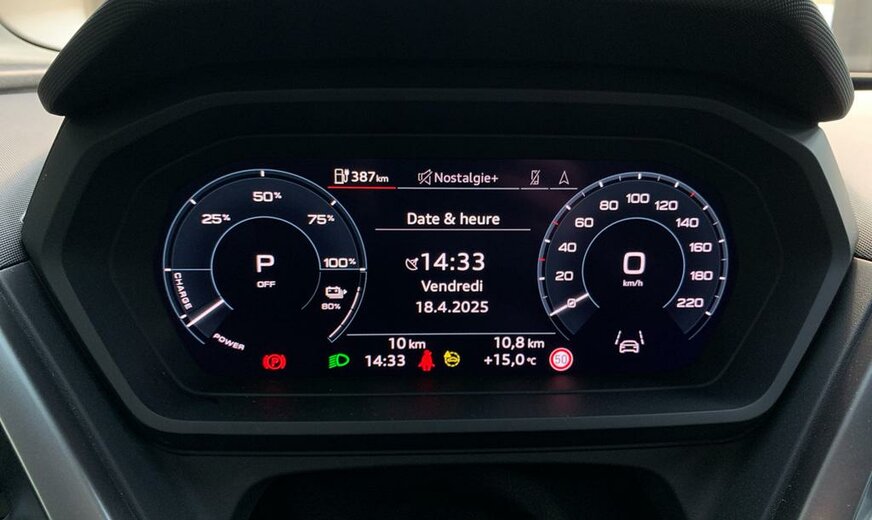 387 km
Nostalgie+
Date & heure
14:33
Vendredi
18.4.2025
10 km
10,8 km
14:33
+15,0 °C
25%
50%
75%
100%
P
OFF
CHARGE
POWER
80%
0
20
40
60
80
100
120
140
160
180
220
0
km/h
P
50